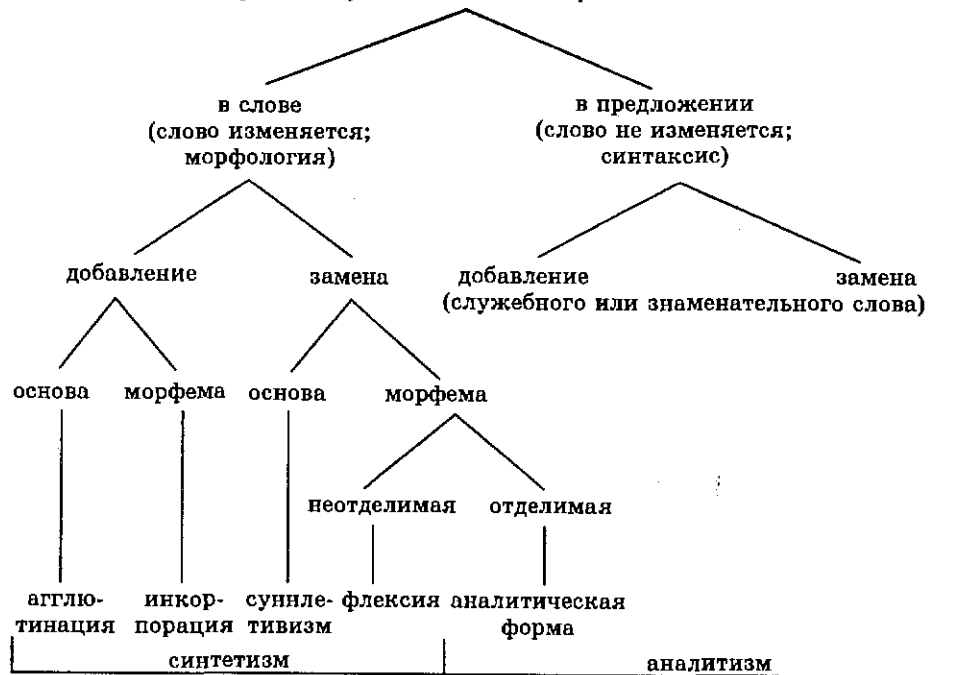 в слове
(слово изменяется;
морфология)
в предложении
(слово не изменяется;
синтаксис)
добавление
замена
добавление замена
(служебного или знаменательного слова)
основа морфема основа морфема
неотделимая отделимая
агглю-
тинация
инкор-
порация
суппле-
тивизм
флексия
аналитическая
форма
синтетизм
аналитизм